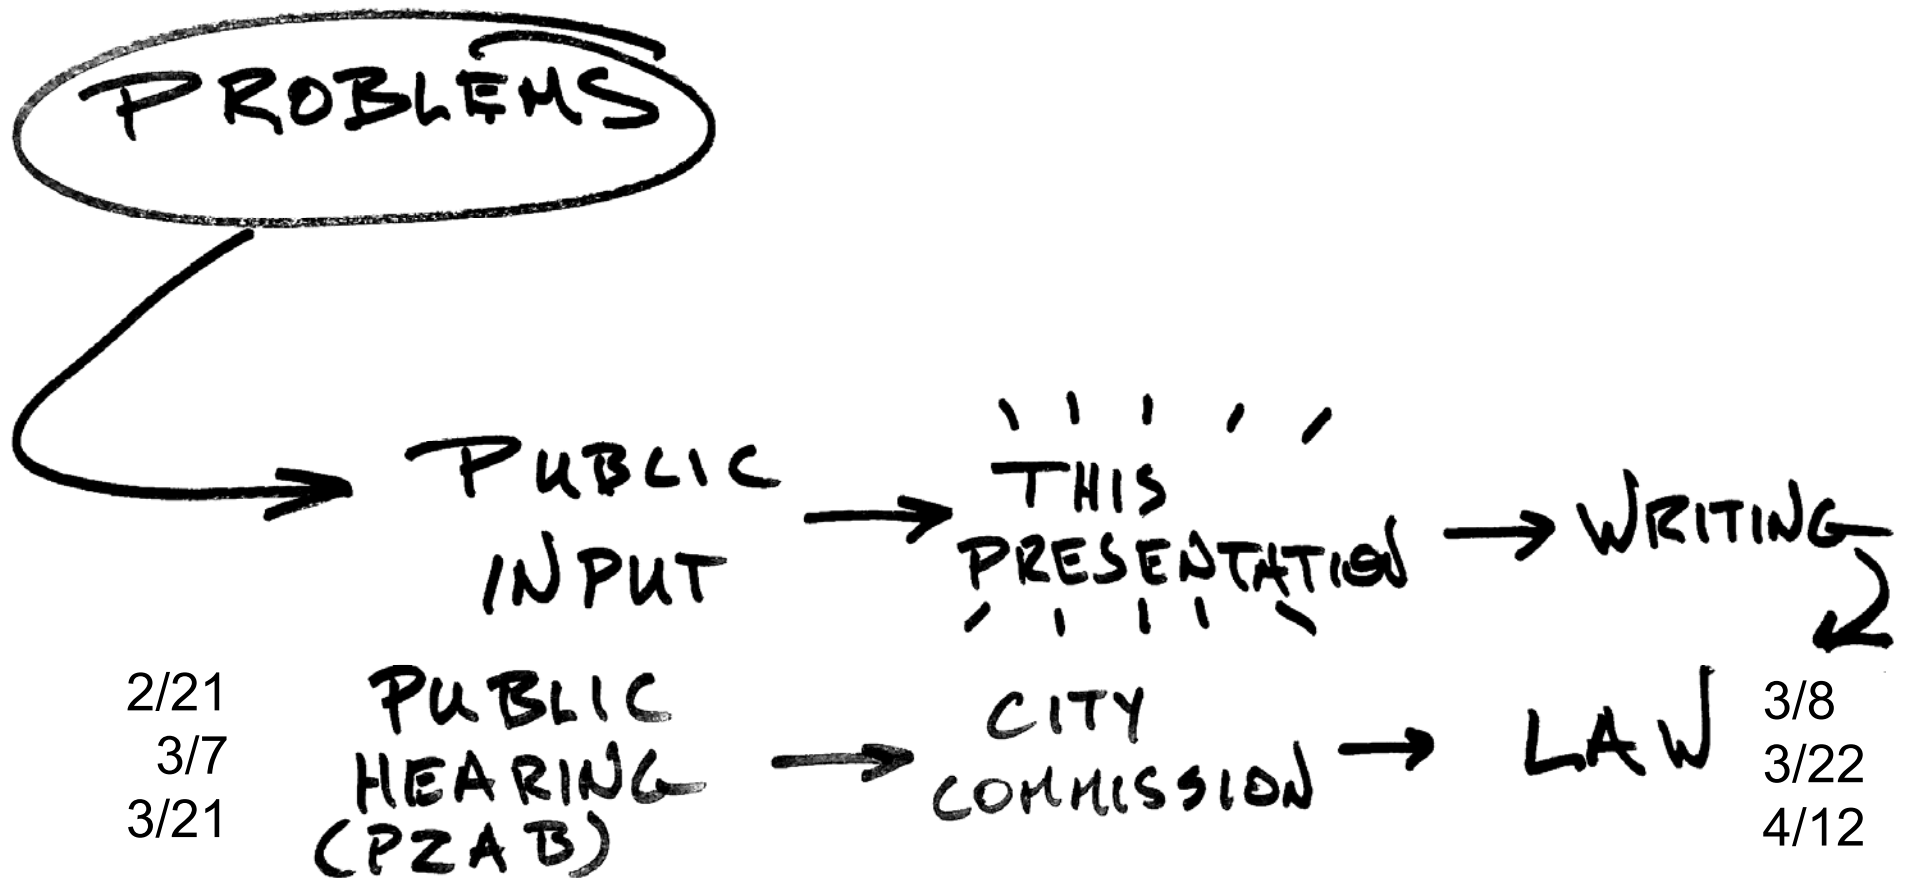 PROBLEMS
PUBLIC
INPUT
THIS
PRESENTATION
WRITING
2/21
3/7
3/21
PUBLIC
HEARING
(PZAB)
CITY
COMMISSION
LAW
3/8
3/22
4/12